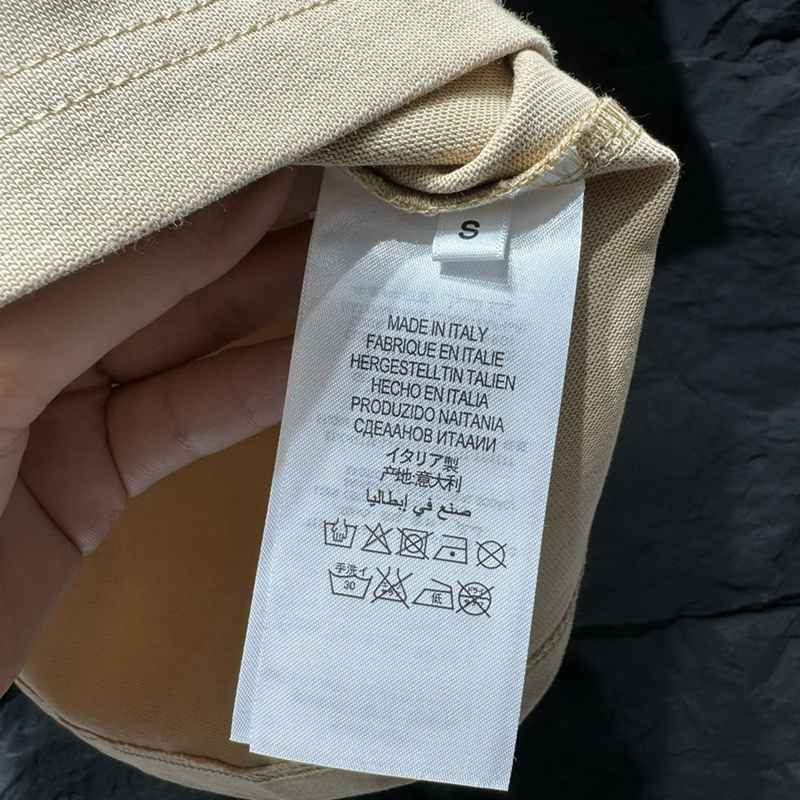 S
MADE IN ITALY
FABRIQUE EN ITALIE
HERGESTELLTIN TALIEN
HECHO EN ITALIA
PRODUZIDO NAITANIA
СДЕААНОВ ИТААИИ
イタリア製
产地:意大利
صنع في إيطاليا
手洗イ
30
低